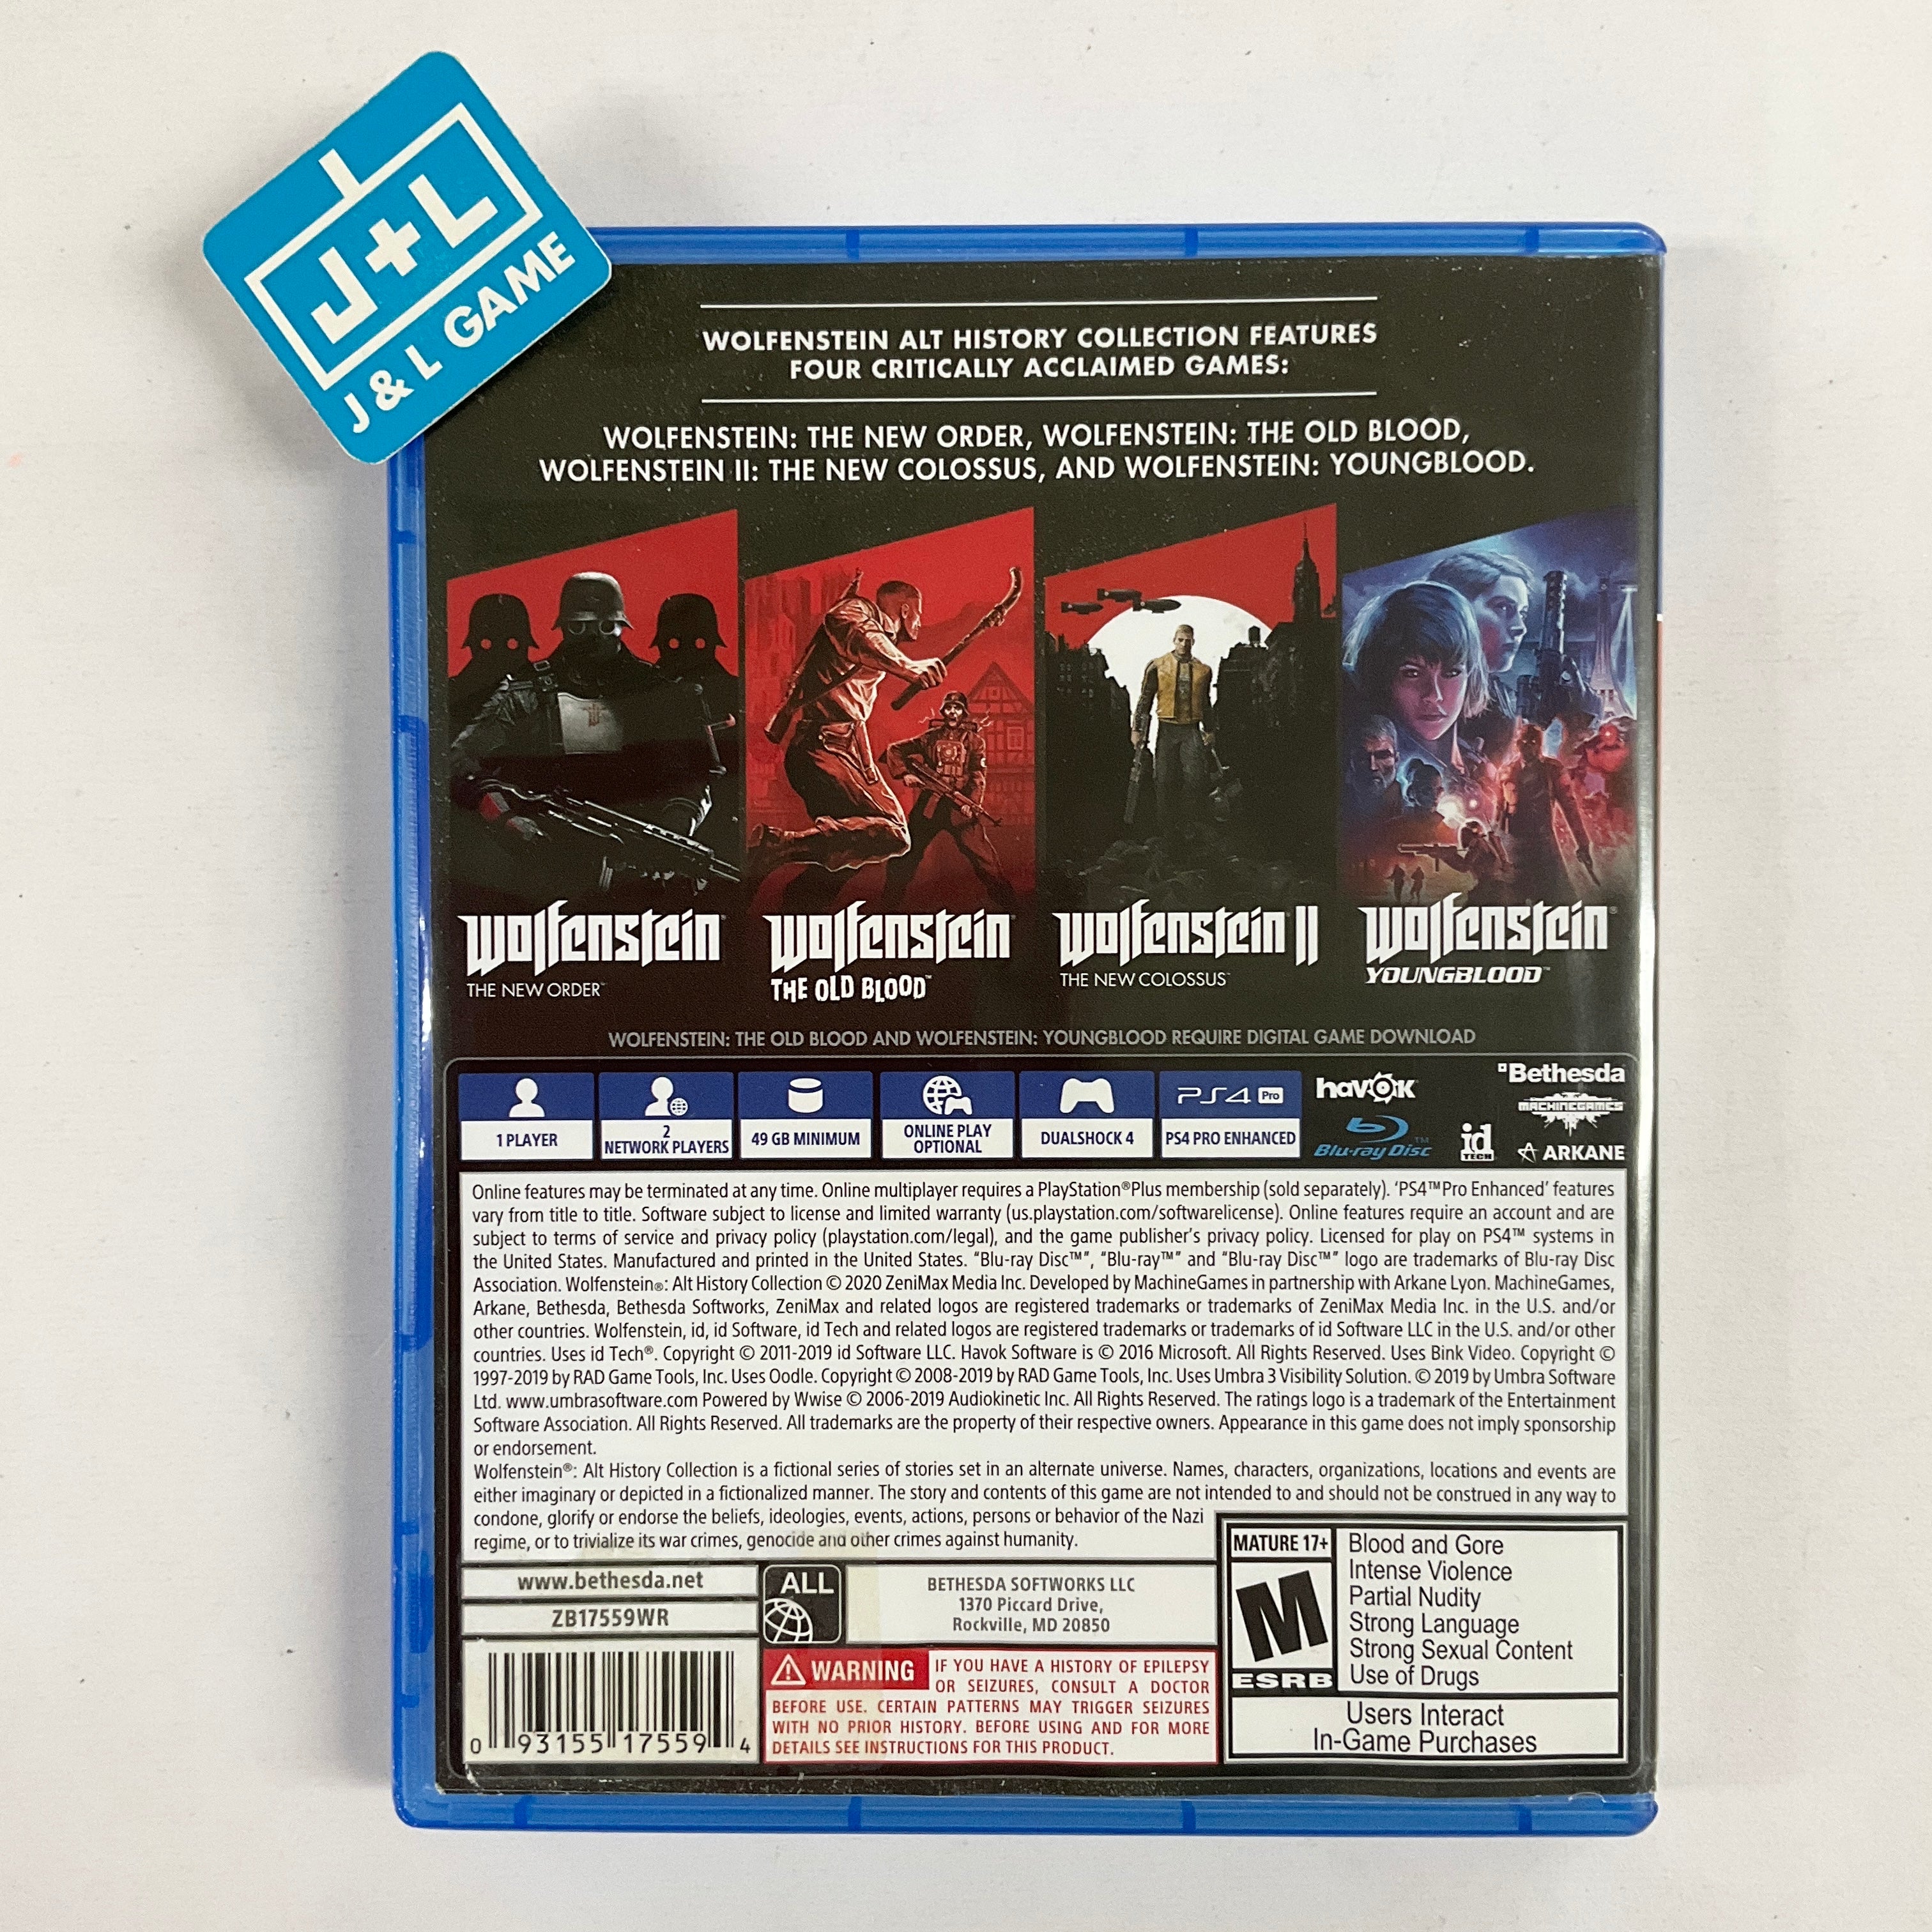 J+L
J & L GAME
WOLFENSTEIN ALT HISTORY COLLECTION FEATURES
FOUR CRITICALLY ACCLAIMED GAMES:
WOLFENSTEIN: THE NEW ORDER, WOLFENSTEIN: THE OLD BLOOD,
WOLFENSTEIN II: THE NEW COLOSSUS, AND WOLFENSTEIN: YOUNGBLOOD.
Wolfenstein®
THE NEW ORDER™
Wolfenstein®
THE OLD BLOOD™
Wolfenstein II
THE NEW COLOSSUS™
Wolfenstein®
YOUNGBLOOD™
WOLFENSTEIN: THE OLD BLOOD AND WOLFENSTEIN: YOUNGBLOOD REQUIRE DIGITAL GAME DOWNLOAD
1 PLAYER
2
NETWORK PLAYERS
49 GB MINIMUM
ONLINE PLAY
OPTIONAL
DUALSHOCK 4
PS4 Pro
PS4 PRO ENHANCED
havok
Blu-ray Disc™
id
TECH
Bethesda
MACHINEGAMES
ARKANE
Online features may be terminated at any time. Online multiplayer requires a PlayStation®Plus membership (sold separately). ‘PS4™Pro Enhanced’ features
vary from title to title. Software subject to license and limited warranty (us.playstation.com/softwarelicense). Online features require an account and are
subject to terms of service and privacy policy (playstation.com/legal), and the game publisher’s privacy policy. Licensed for play on PS4™ systems in
the United States. Manufactured and printed in the United States. “Blu-ray Disc™”, “Blu-ray™” and “Blu-ray Disc™” logo are trademarks of Blu-ray Disc
Association. Wolfenstein®: Alt History Collection © 2020 ZeniMax Media Inc. Developed by MachineGames in partnership with Arkane Lyon. MachineGames,
Arkane, Bethesda, Bethesda Softworks, ZeniMax and related logos are registered trademarks or trademarks of ZeniMax Media Inc. in the U.S. and/or
other countries. Wolfenstein, id, id Software, id Tech and related logos are registered trademarks or trademarks of id Software LLC in the U.S. and/or other
countries. Uses id Tech®. Copyright © 2011-2019 id Software LLC. Havok Software is © 2016 Microsoft. All Rights Reserved. Uses Bink Video. Copyright ©
1997-2019 by RAD Game Tools, Inc. Uses Oodle. Copyright © 2008-2019 by RAD Game Tools, Inc. Uses Umbra 3 Visibility Solution. © 2019 by Umbra Software
Ltd. www.umbrasoftware.com Powered by Wwise © 2006-2019 Audiokinetic Inc. All Rights Reserved. The ratings logo is a trademark of the Entertainment
Software Association. All Rights Reserved. All trademarks are the property of their respective owners. Appearance in this game does not imply sponsorship
or endorsement.
Wolfenstein®: Alt History Collection is a fictional series of stories set in an alternate universe. Names, characters, organizations, locations and events are
either imaginary or depicted in a fictionalized manner. The story and contents of this game are not intended to and should not be construed in any way to
condone, glorify or endorse the beliefs, ideologies, events, actions, persons or behavior of the Nazi
regime, or to trivialize its war crimes, genocide and other crimes against humanity.
www.bethesda.net
ZB17559WR
ALL
BETHESDA SOFTWORKS LLC
1370 Piccard Drive,
Rockville, MD 20850
0 93155 17559 4
WARNING IF YOU HAVE A HISTORY OF EPILEPSY
OR SEIZURES, CONSULT A DOCTOR
BEFORE USE. CERTAIN PATTERNS MAY TRIGGER SEIZURES
WITH NO PRIOR HISTORY. BEFORE USING AND FOR MORE
DETAILS SEE INSTRUCTIONS FOR THIS PRODUCT.
MATURE 17+
M
ESRB
Blood and Gore
Intense Violence
Partial Nudity
Strong Language
Strong Sexual Content
Use of Drugs
Users Interact
In-Game Purchases